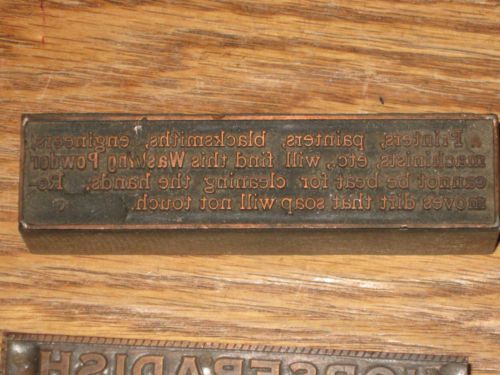 Printers, painters, blacksmiths, engineers,
machinists, etc., will find this Washing Powder
cannot be beat for cleaning the hands. Re-
moves dirt that soap will not touch.
HORSERADISH